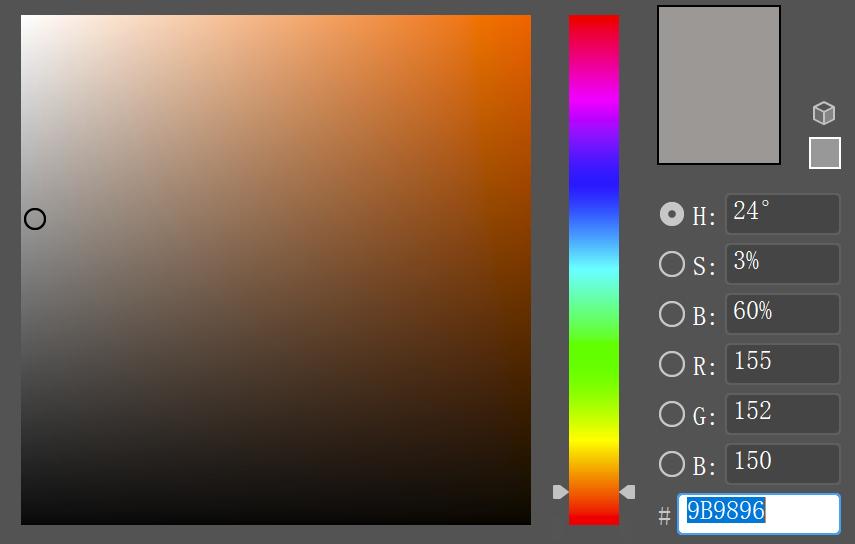 H: 24°
S: 3%
B: 60%
R: 155
G: 152
B: 150
# 9B9896